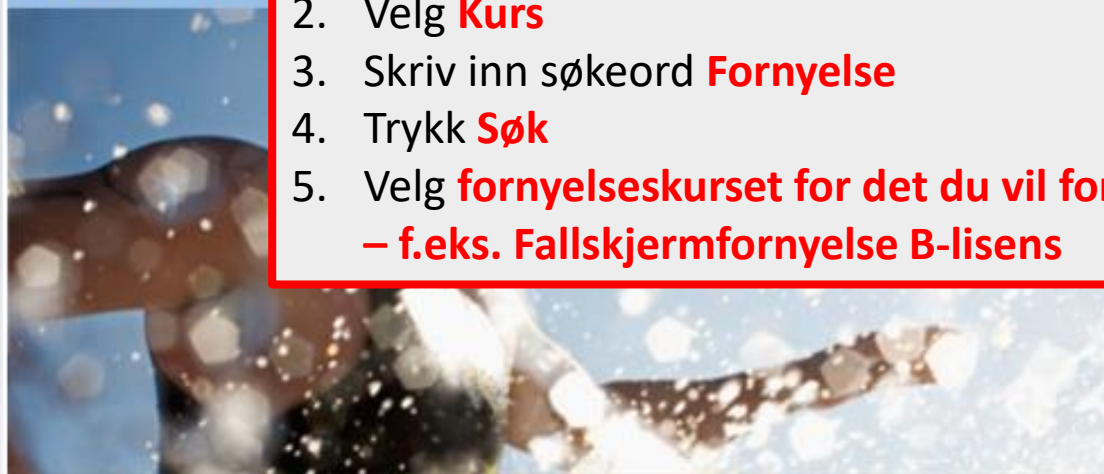 2. Velg Kurs
3. Skriv inn søkeord Fornyelse
4. Trykk Søk
5. Velg fornyelseskurset for det du vil
– f.eks. Fallskjermfornyelse B-lisens